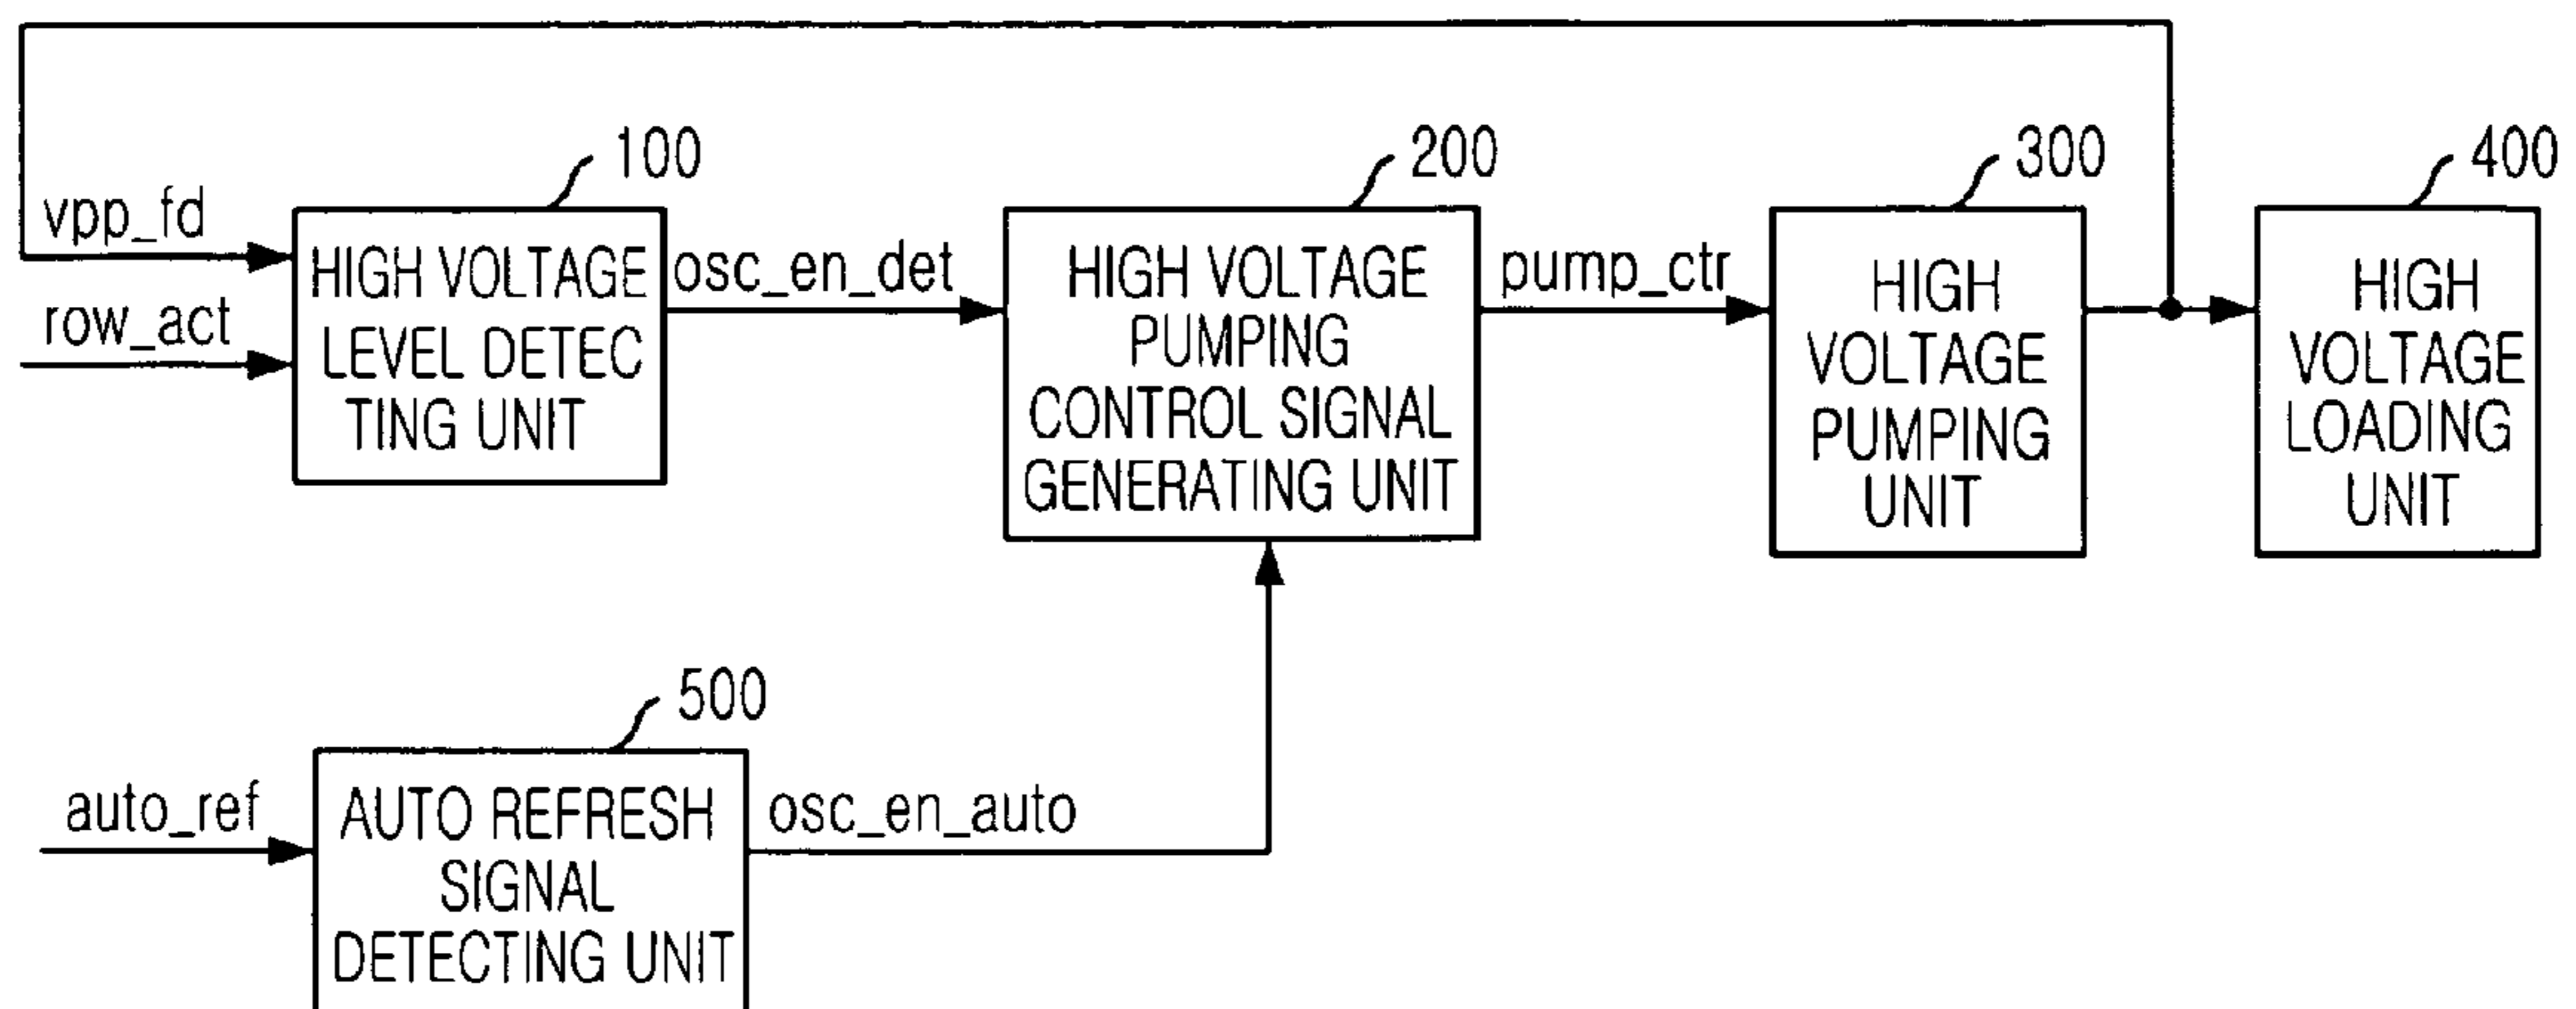 100
200
300
400
vpp_fd
row_act
HIGH VOLTAGE
LEVEL DETEC
TING UNIT
osc_en_det
HIGH VOLTAGE
PUMPING
CONTROL SIGNAL
GENERATING UNIT
pump_ctr
HIGH
VOLTAGE
PUMPING
UNIT
HIGH
VOLTAGE
LOADING
UNIT
500
auto_ref
AUTO REFRESH
SIGNAL
DETECTING UNIT
osc_en_auto